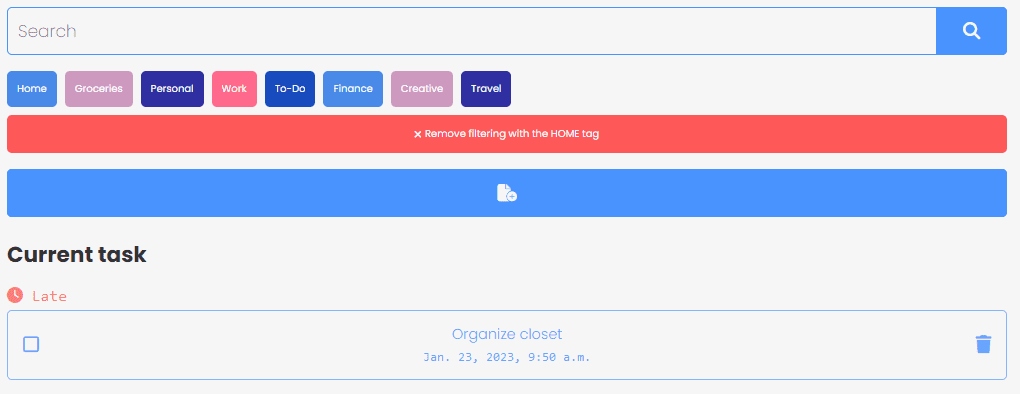 Search
Home Groceries Personal Work To-Do Finance Creative Travel
× Remove filtering with the HOME tag
Current task
Late
Organize closet
Jan. 23, 2023, 9:50 a.m.